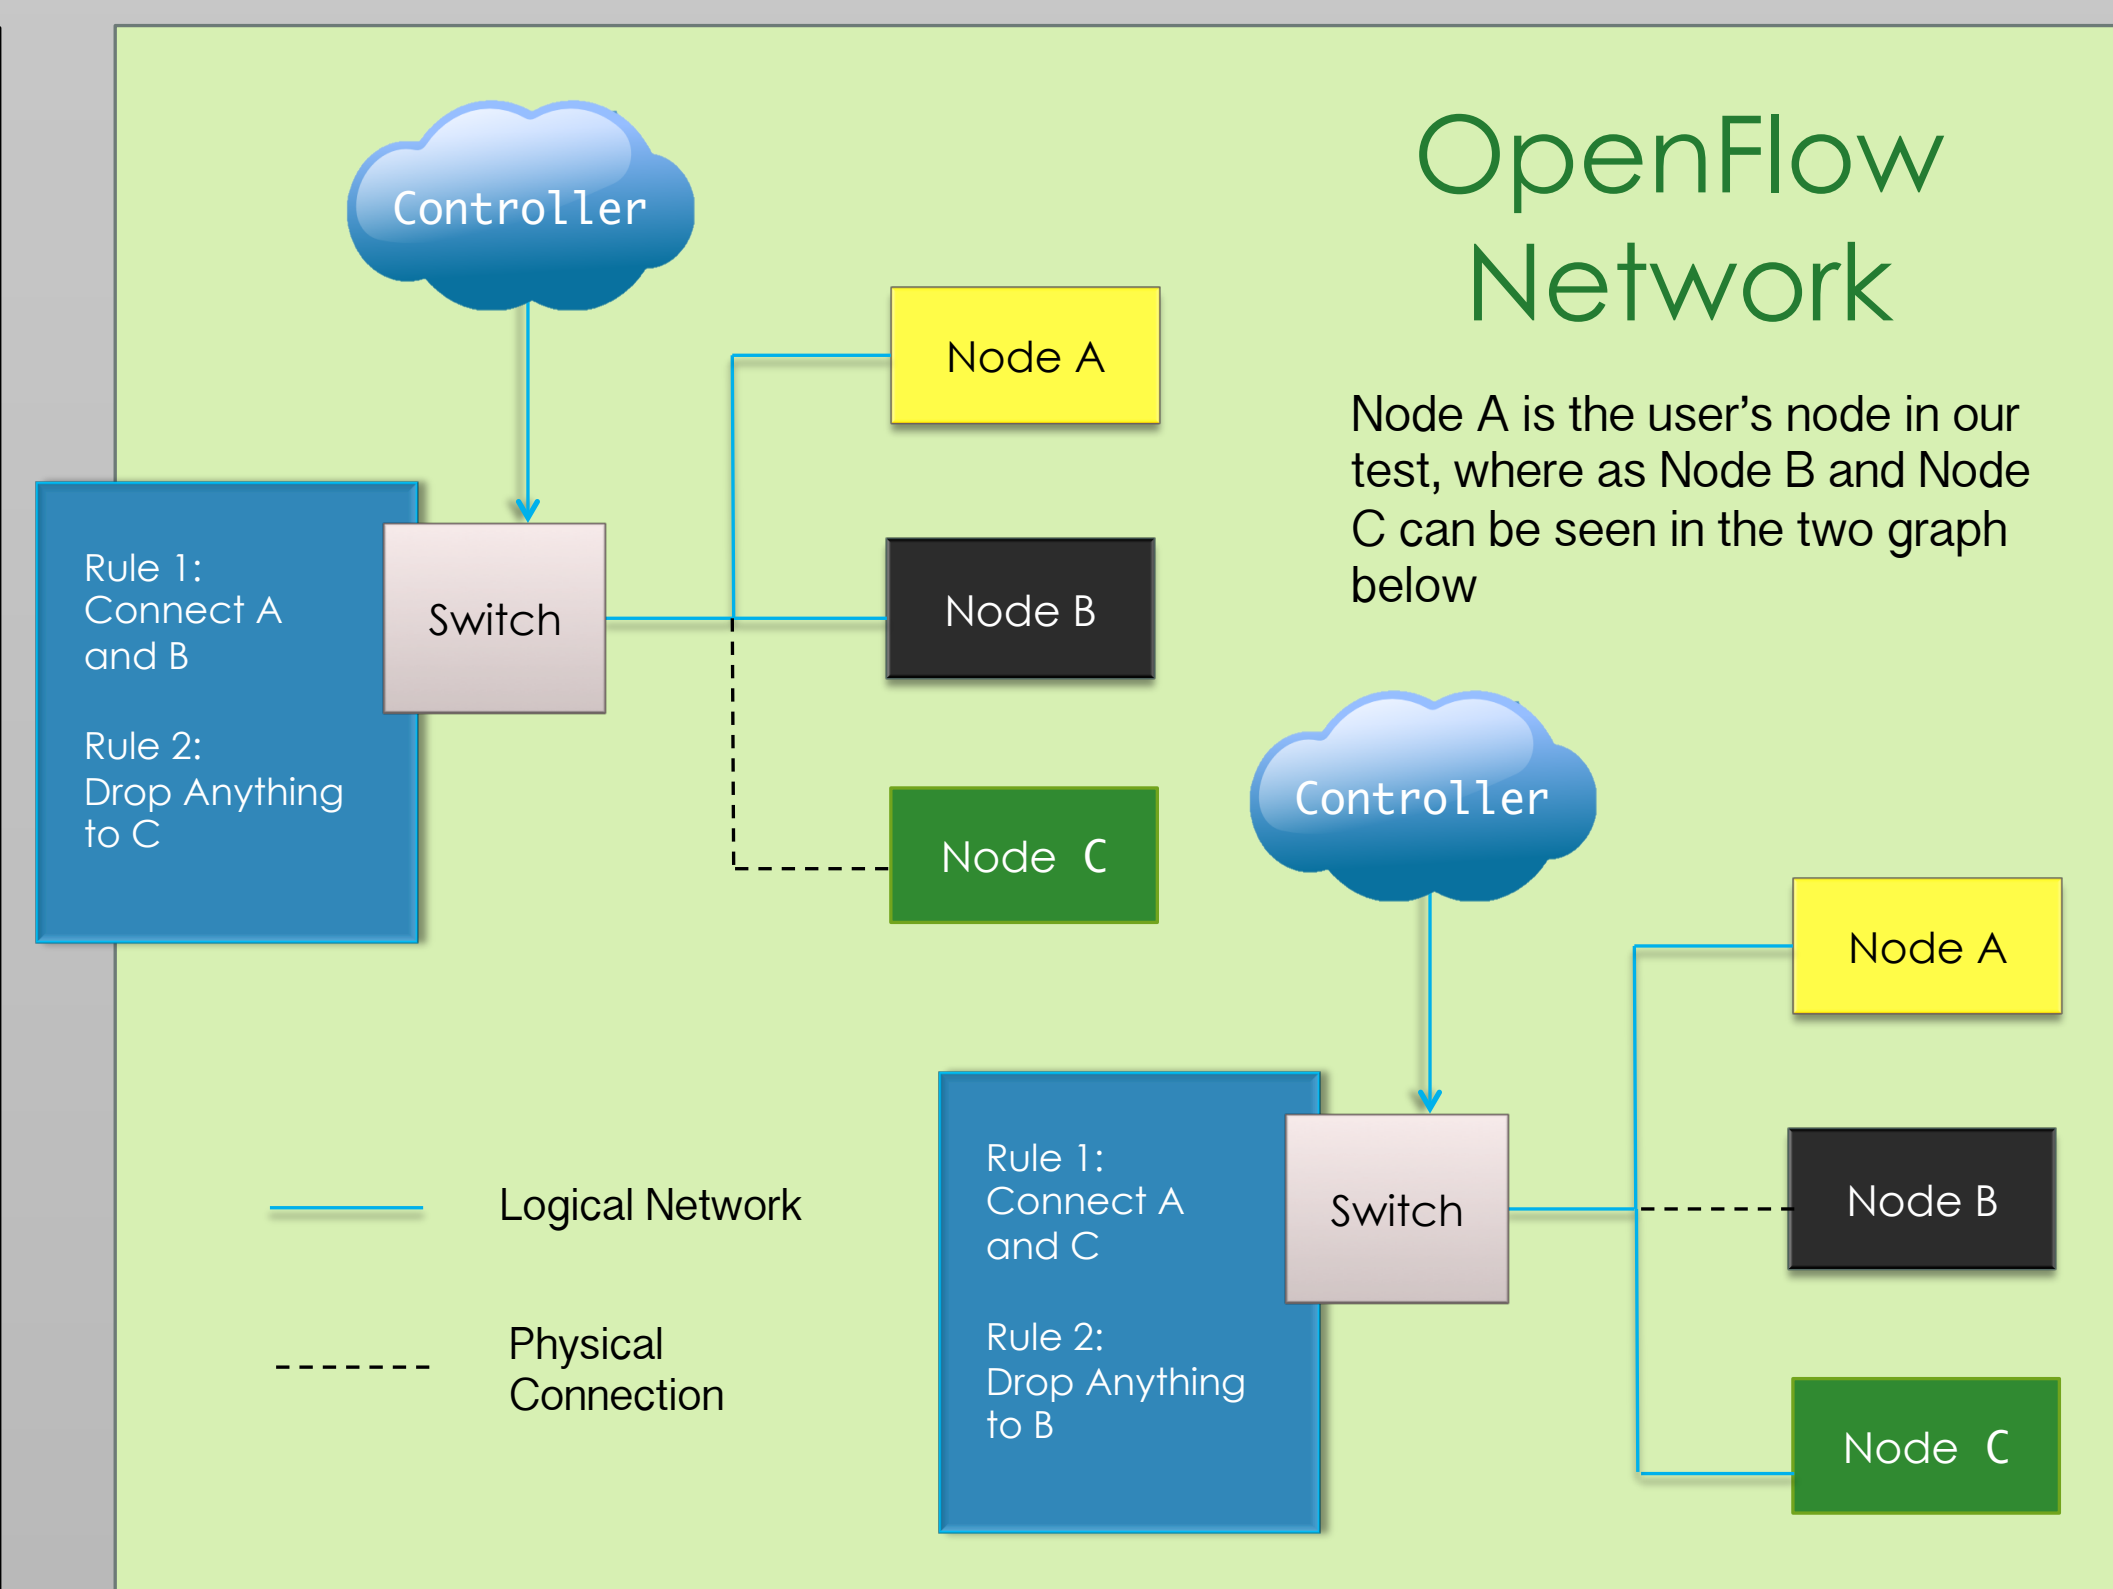 OpenFlow
Network
Node A is the user’s node in our
test, where as Node B and Node
C can be seen in the two graph
below
Controller
Node A
Rule 1:
Connect A
and B
Rule 2:
Drop Anything
to C
Switch
Node B
Node C
Controller
Node A
Rule 1:
Connect A
and C
Rule 2:
Drop Anything
to B
Switch
Node B
Node C
Logical Network
Physical
Connection